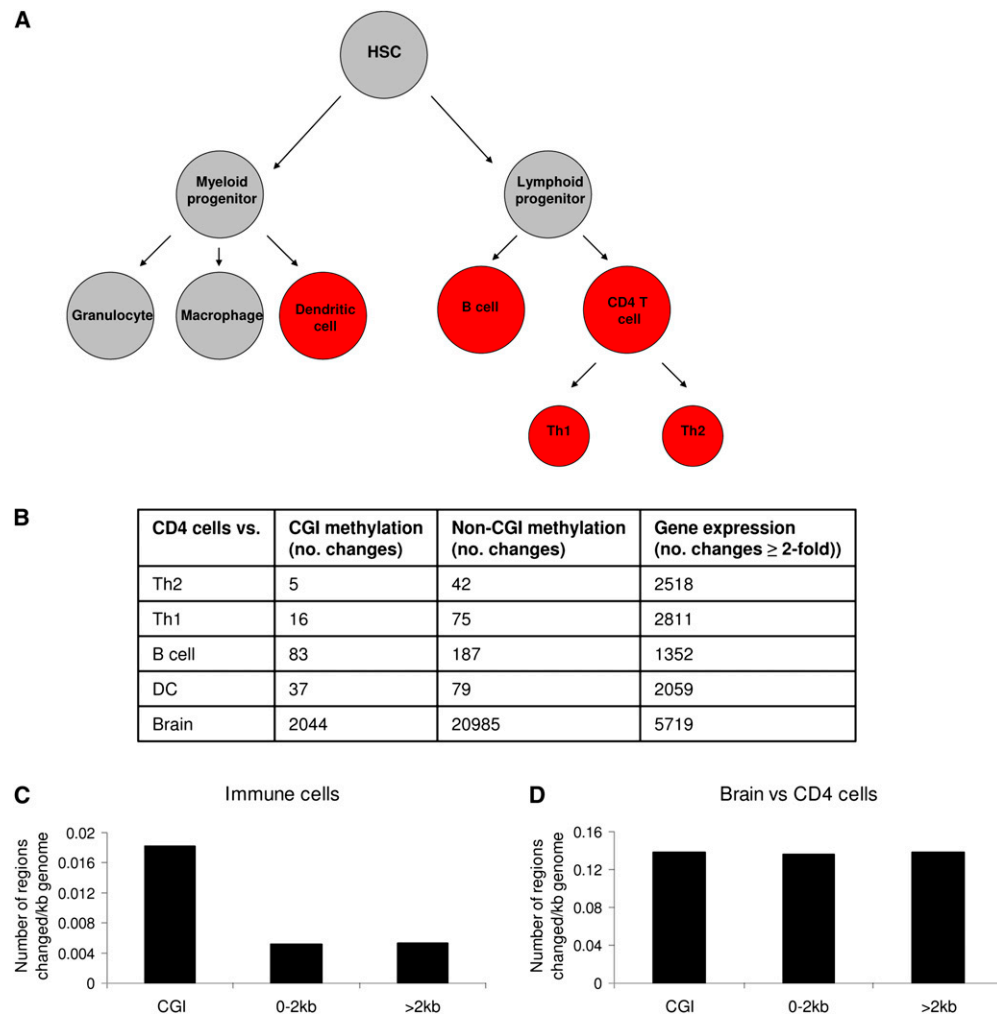 A
HSC
Myeloid
progenitor
Lymphoid
progenitor
Granulocyte
Macrophage
Dendritic
cell
B cell
CD4 T
cell
Th1
Th2
B
CD4 cells vs. CGI methylation (no. changes) Non-CGI methylation (no. changes) Gene expression (no. changes ≥ 2-fold))
Th2 5 42 2518
Th1 16 75 2811
B cell 83 187 1352
DC 37 79 2059
Brain 2044 20985 5719
C
Immune cells
Number of regions
changed/kb genome
0.02
0.016
0.012
0.008
0.004
0
CGI 0-2kb >2kb
D
Brain vs CD4 cells
Number of regions
changed/kb genome
0.16
0.12
0.08
0.04
0
CGI 0-2kb >2kb